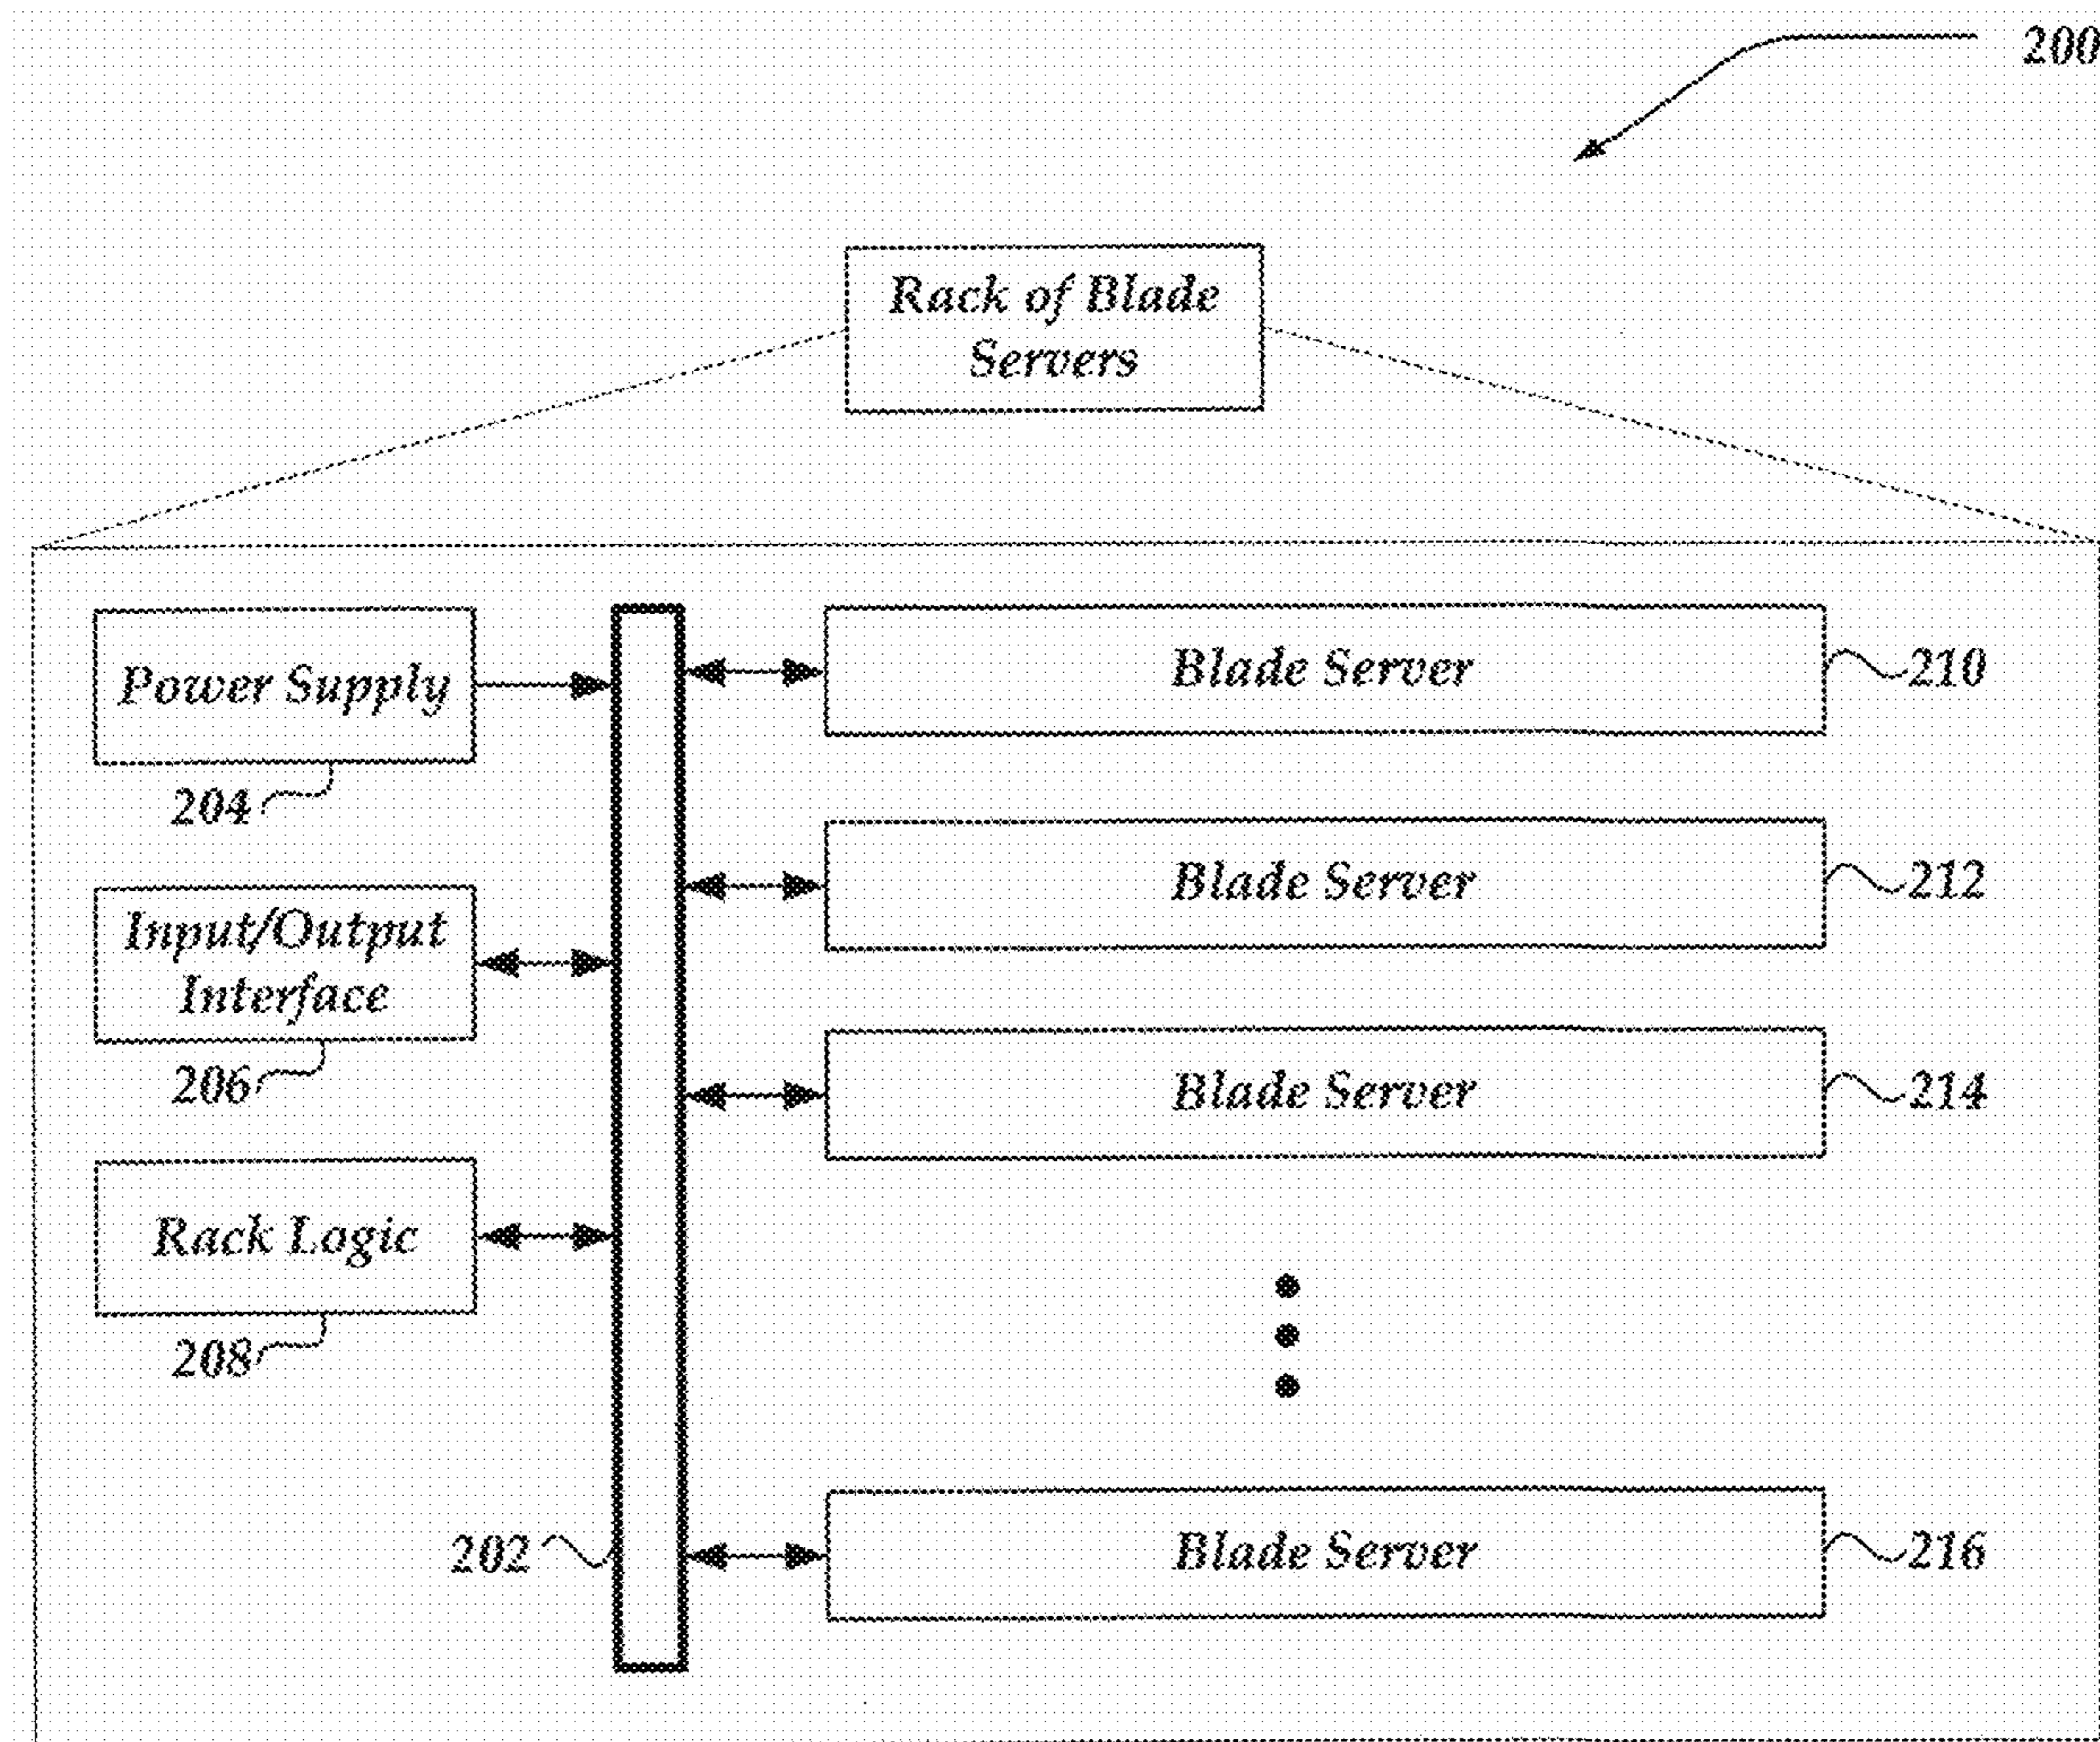 200
Rack of Blade
Servers
Power Supply
204
Input/Output
Interface
206
Rack Logic
208
202
Blade Server
210
Blade Server
212
Blade Server
214
Blade Server
216